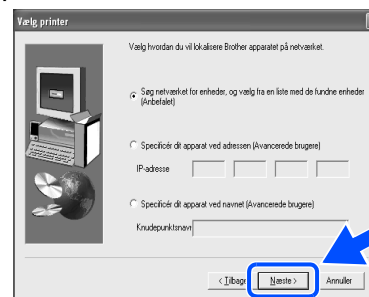 Vælg printer
Vælg hvordan du vil lokalisere Brother apparatet på netværket.
Søg netværket for enheder, og vælg fra en liste med de fundne enheder
(Anbefalet)
Specificér dit apparat ved adressen (Avancerede brugere)
IP-adresse
Specificér dit apparat ved navnet (Avancerede brugere)
Knudepunktsnavr
< Tilbage Næste > Annuller